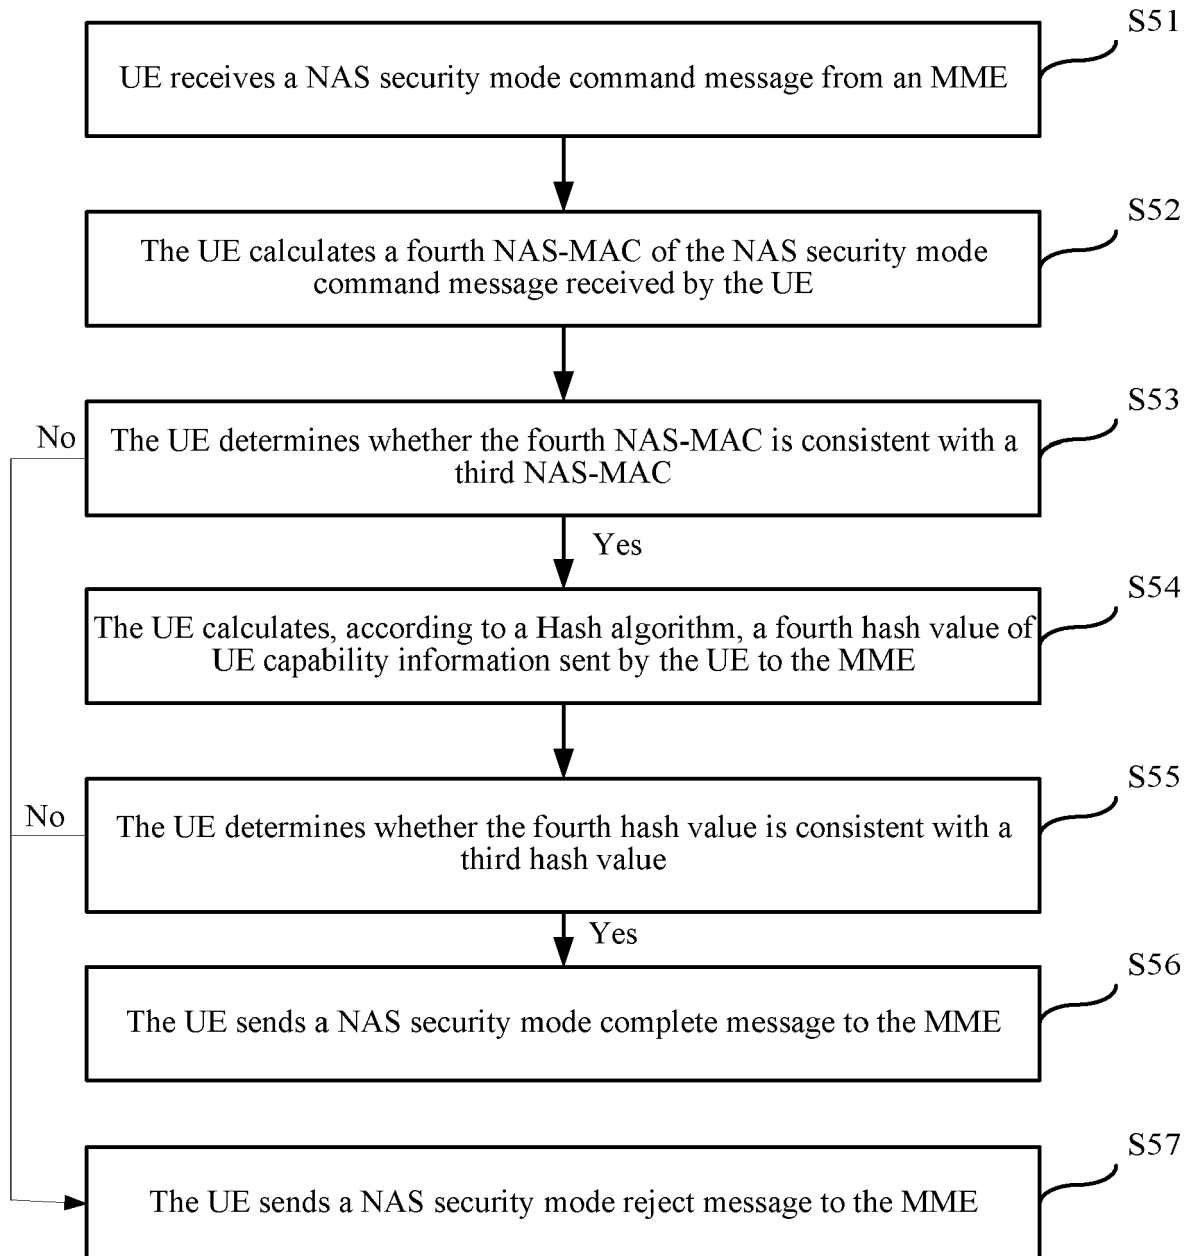 S51
UE receives a NAS security mode command message from an MME
S52
The UE calculates a fourth NAS-MAC of the NAS security mode
command message received by the UE
S53
No
The UE determines whether the fourth NAS-MAC is consistent with a
third NAS-MAC
Yes
S54
The UE calculates, according to a Hash algorithm, a fourth hash value of
UE capability information sent by the UE to the MME
S55
No
The UE determines whether the fourth hash value is consistent with a
third hash value
Yes
S56
The UE sends a NAS security mode complete message to the MME
S57
The UE sends a NAS security mode reject message to the MME